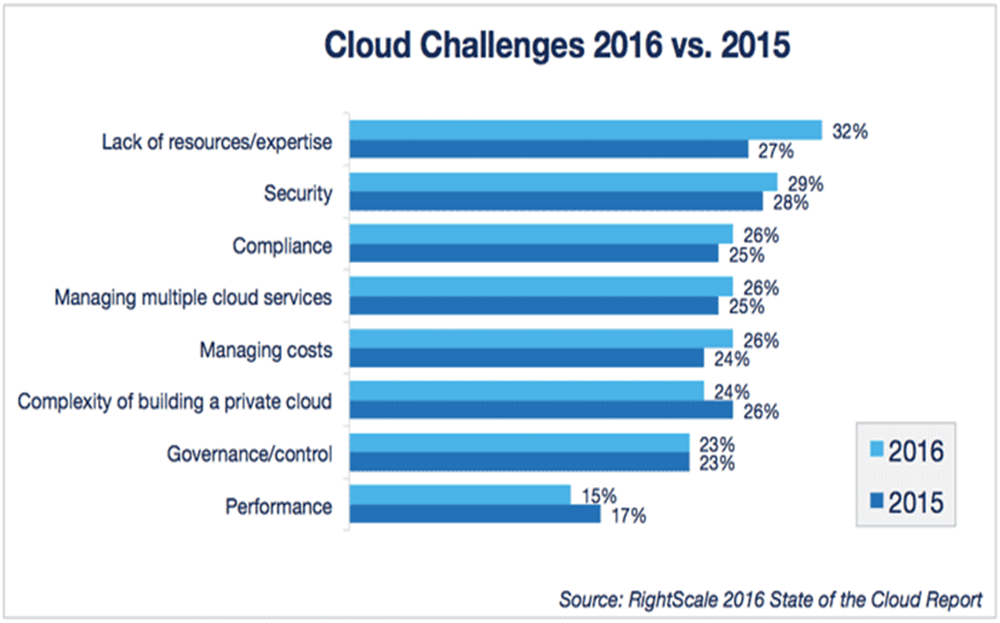 Cloud Challenges 2016 vs. 2015
Lack of resources/expertise
32%
27%
Security
29%
28%
Compliance
26%
25%
Managing multiple cloud services
26%
25%
Managing costs
26%
24%
Complexity of building a private cloud
24%
26%
Governance/control
23%
23%
Performance
15%
17%
2016
2015
Source: RightScale 2016 State of the Cloud Report